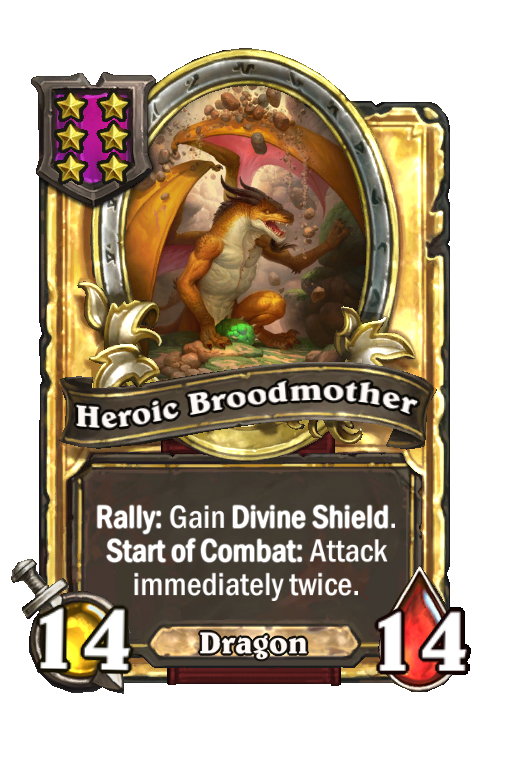 Heroic Broodmother
Rally: Gain Divine Shield.
Start of Combat: Attack
immediately twice.
14
Dragon
14